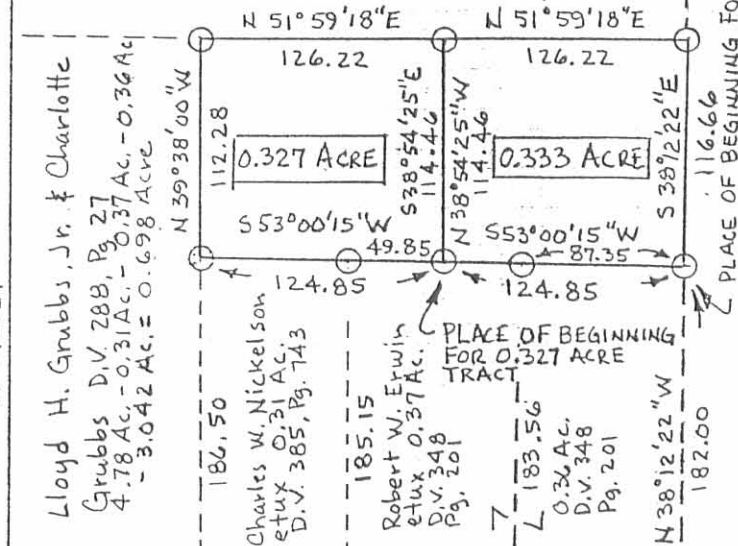 N 51°59'18"E
N 51°59'18"E
126.22
126.22
Lloyd H. Grubbs, Jr. & Charlotte
Grubbs D.V. 288, Pg. 27
4.78 Ac. - 0.31 Ac. - 0.37 Ac. - 0.36 Ac
- 3.042 Ac. = 0.698 Acre
N 39°38'00"W
112.28
0.327 ACRE
S38°54'25"E
114.46
N 38°54'25"W
114.46
0.333 ACRE
S 38°12'22"E
116.66
PLACE OF BEGINNING FO
S53°00'15"W
49.85
S53°00'15"W
87.35
124.85
124.85
PLACE OF BEGINNING
FOR 0.327 ACRE
TRACT
186.50
Charles W. Nickelson
etux 0.31 Ac.
D.V. 385, Pg. 743
185.15
Robert W. Erwin
etux 0.37 Ac.
D.V. 348
Pg. 201
183.56
0.36 Ac.
D.V. 348
Pg. 201
N 38°12'22"W
182.00